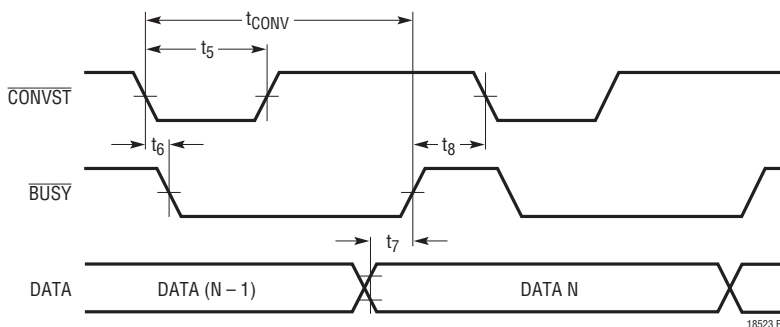 tCONV
t5
CONVST
t6
t8
BUSY
t7
DATA
DATA (N – 1)
DATA N
18523 F